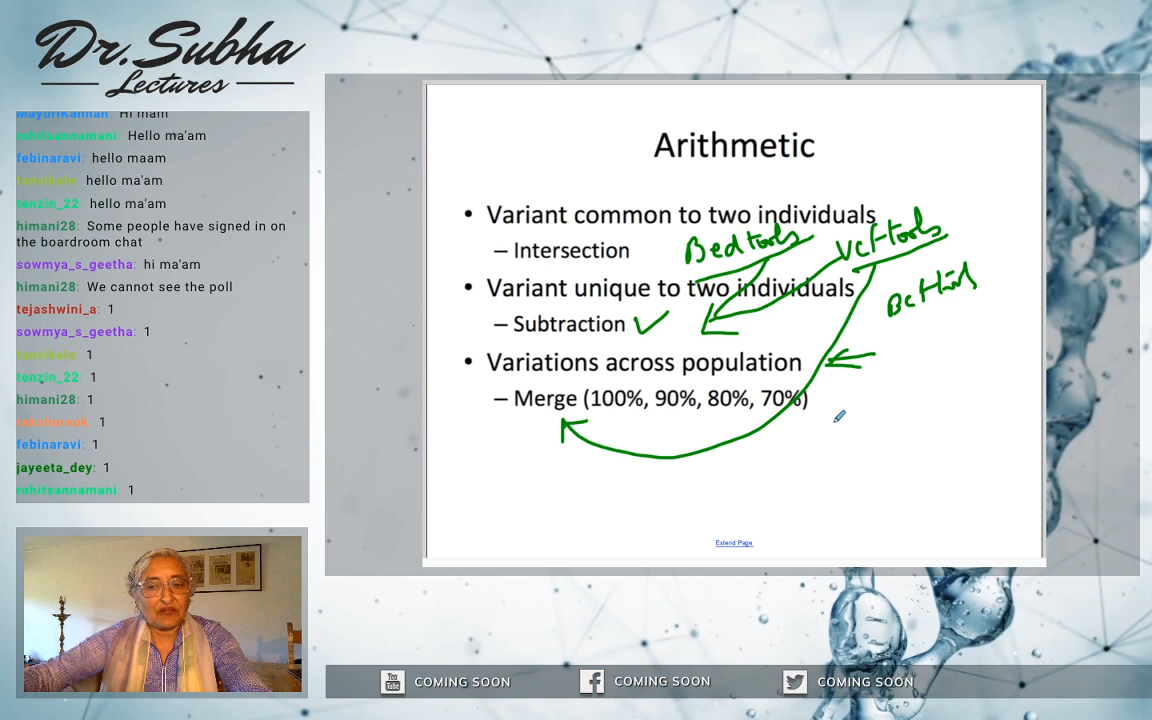 Dr. Subha
Lectures
MayuriKannan: Hi mam
rohitsannamani: Hello ma'am
febinaravi: hello maam
tanvikale: hello ma'am
tenzin_22: hello ma'am
himani28: Some people have signed in on
the boardroom chat
sowmya_s_geetha: hi ma'am
himani28: We cannot see the poll
tejashwini_a: 1
sowmya_s_geetha: 1
tanvikale: 1
tenzin_22: 1
himani28: 1
1
febinaravi: 1
jayeeta_dey: 1
rohitsannamani: 1
Arithmetic
• Variant common to two individuals
– Intersection
Bedtools
Vcftools
• Variant unique to two individuals
Bcftools
– Subtraction ✓
• Variations across population
– Merge (100%, 90%, 80%, 70%)
Extend Page
You Tube COMING SOON
f COMING SOON
COMING SOON